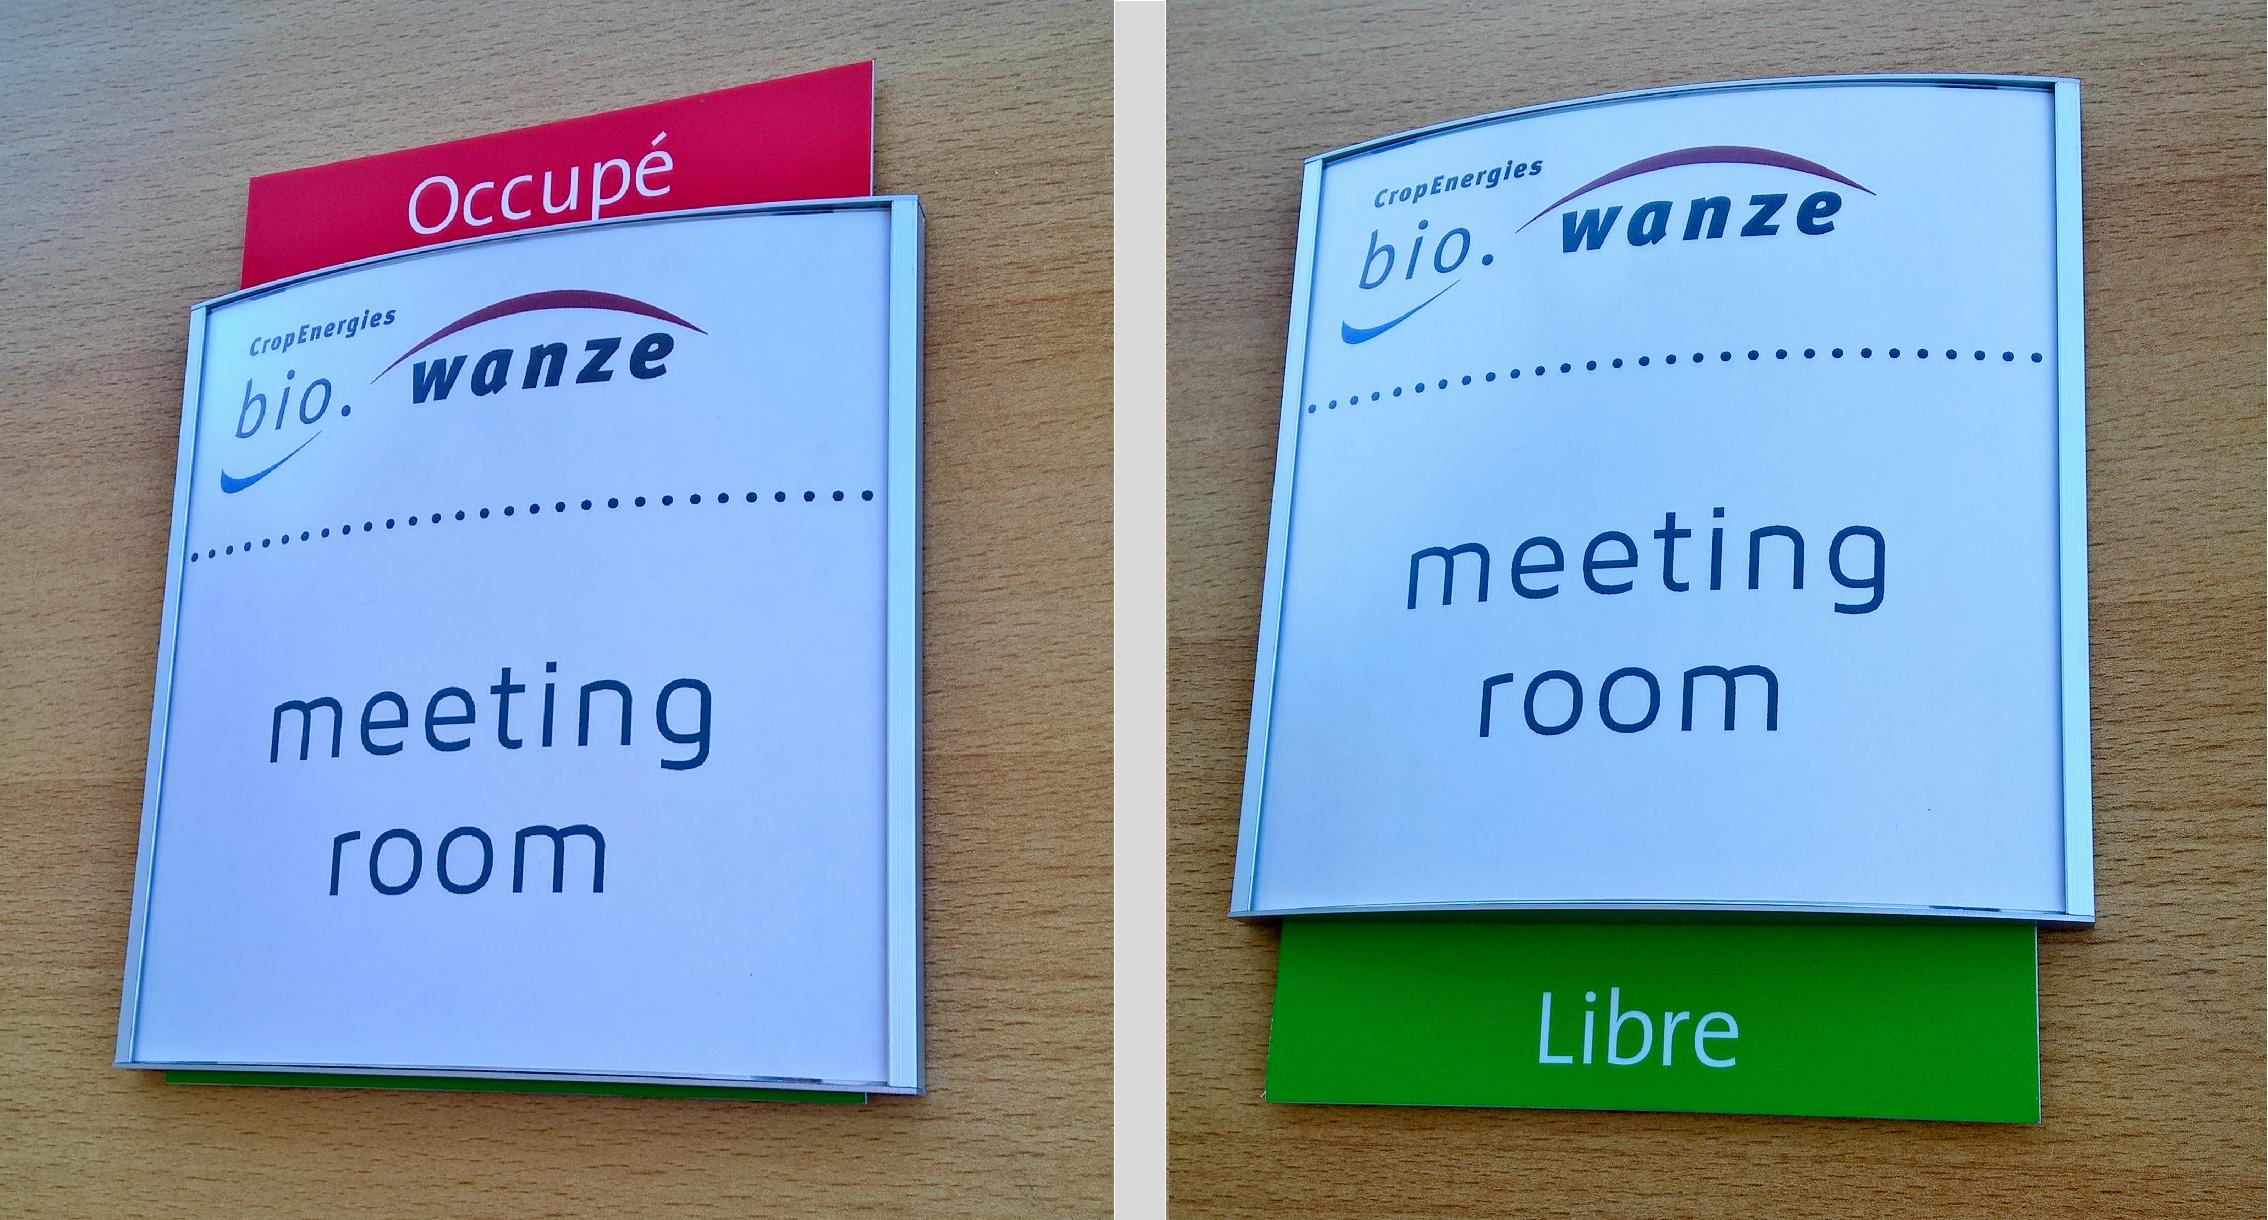 Occupé
CropEnergies
bio. wanze
meeting
room
CropEnergies
bio. wanze
meeting
room
Libre